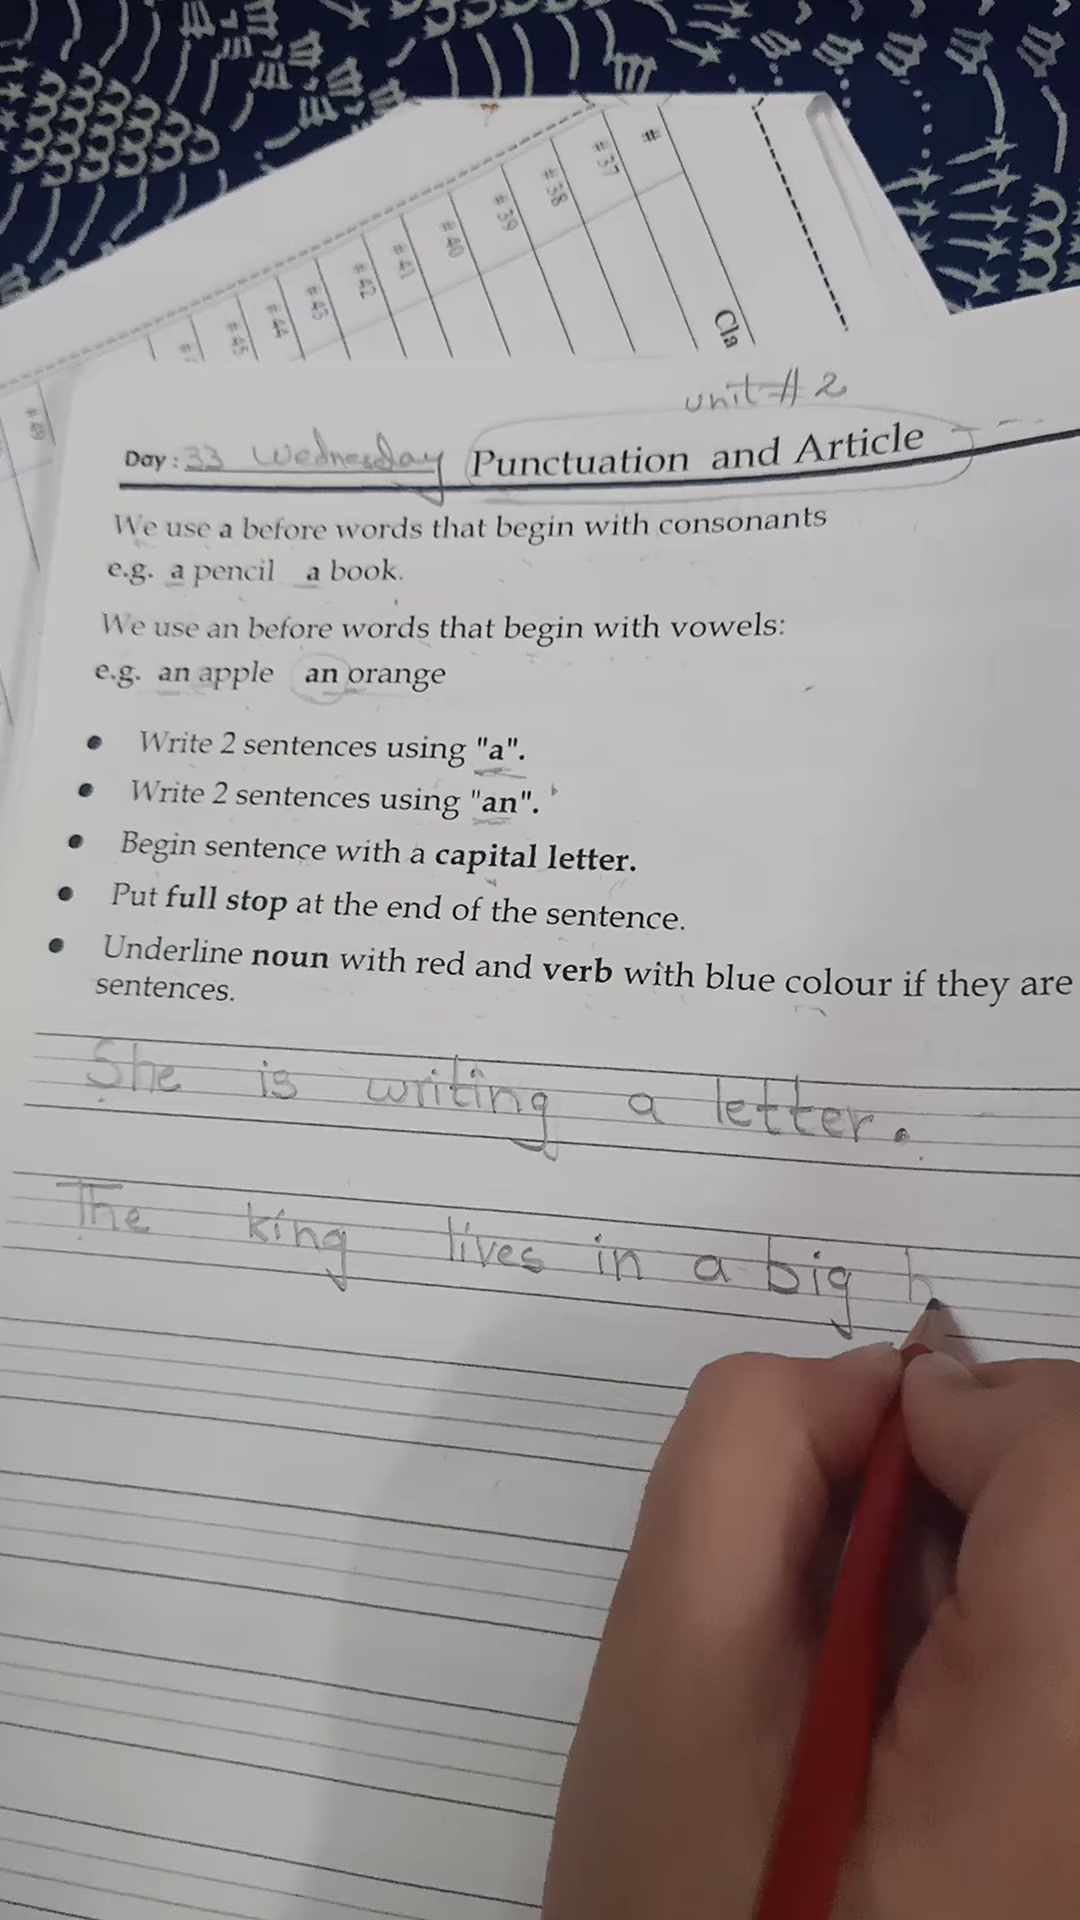 #
#37
#38
#39
#40
#41
#42
#43
#44
#45
#49
Cla
unit # 2
Day : 33 Wednesday Punctuation and Article
We use a before words that begin with consonants
e.g. a pencil a book.
We use an before words that begin with vowels:
e.g. an apple an orange
• Write 2 sentences using "a".
• Write 2 sentences using "an".
• Begin sentence with a capital letter.
• Put full stop at the end of the sentence.
• Underline noun with red and verb with blue colour if they are
sentences.
She is writing a letter.
The king lives in a big h